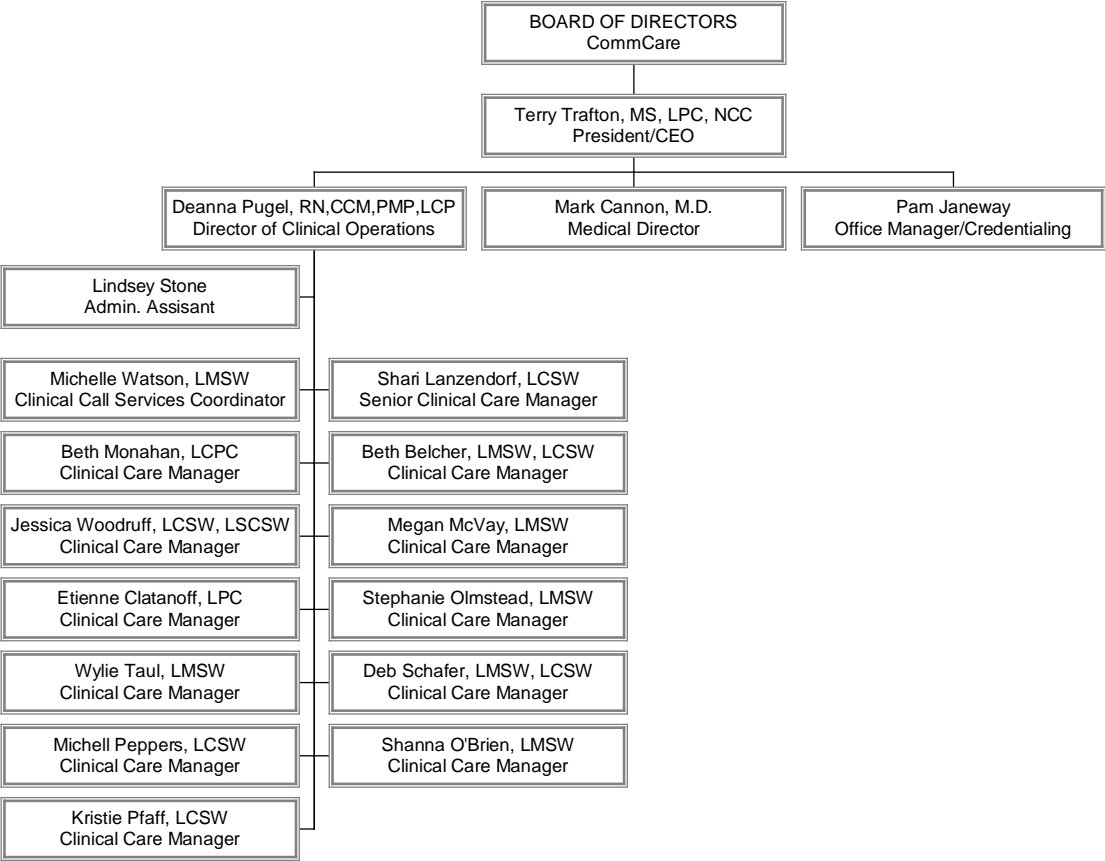 BOARD OF DIRECTORS
CommCare
Terry Trafton, MS, LPC, NCC
President/CEO
Deanna Pugel, RN,CCM,PMP,LCP
Director of Clinical Operations
Mark Cannon, M.D.
Medical Director
Pam Janeway
Office Manager/Credentialing
Lindsey Stone
Admin. Assisant
Michelle Watson, LMSW
Clinical Call Services Coordinator
Shari Lanzendorf, LCSW
Senior Clinical Care Manager
Beth Monahan, LCPC
Clinical Care Manager
Beth Belcher, LMSW, LCSW
Clinical Care Manager
Jessica Woodruff, LCSW, LSCSW
Clinical Care Manager
Megan McVay, LMSW
Clinical Care Manager
Etienne Clatanoff, LPC
Clinical Care Manager
Stephanie Olmstead, LMSW
Clinical Care Manager
Wylie Taul, LMSW
Clinical Care Manager
Deb Schafer, LMSW, LCSW
Clinical Care Manager
Michell Peppers, LCSW
Clinical Care Manager
Shanna O'Brien, LMSW
Clinical Care Manager
Kristie Pfaff, LCSW
Clinical Care Manager